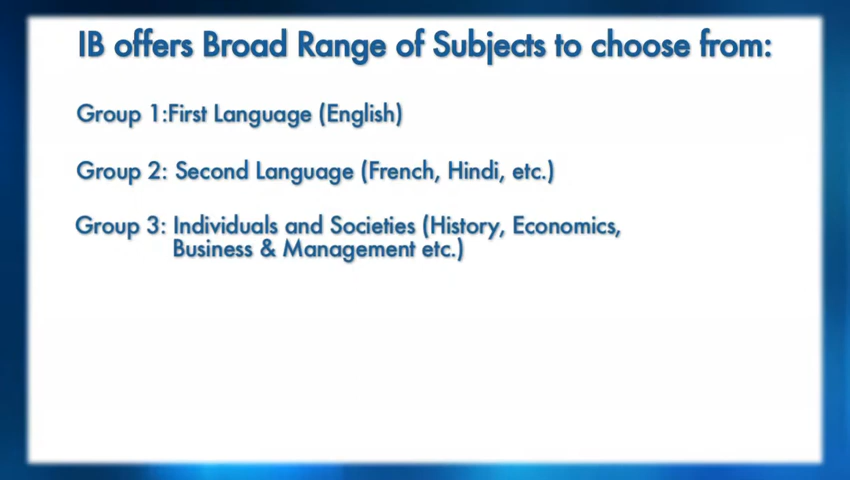 IB offers Broad Range of Subjects to choose from:
Group 1:First Language (English)
Group 2: Second Language (French, Hindi, etc.)
Group 3: Individuals and Societies (History, Economics,
Business & Management etc.)